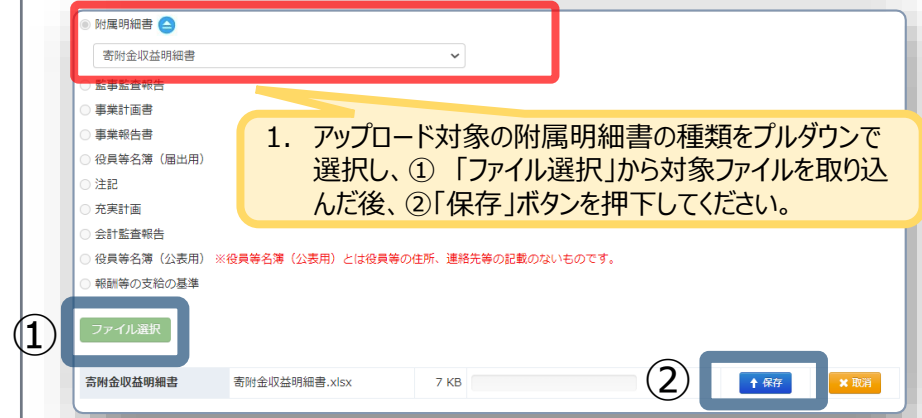 附属明細書
寄附金収益明細書
監事監査報告
事業計画書
事業報告書
役員等名簿（届出用）
注記
充実計画
会計監査報告
役員等名簿（公表用） ※役員等名簿（公表用）とは役員等の住所、連絡先等の記載のないものです。
報酬等の支給の基準
1. アップロード対象の附属明細書の種類をプルダウンで
選択し、① 「ファイル選択」から対象ファイルを取り込
んだ後、②「保存」ボタンを押下してください。
①
ファイル選択
寄附金収益明細書 寄附金収益明細書.xlsx 7 KB ② 保存 取消